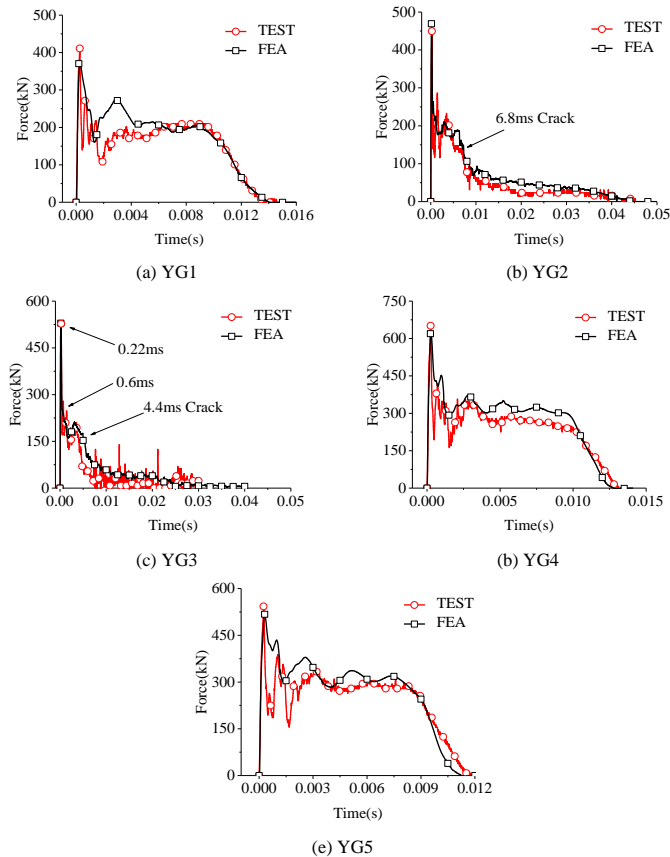 500
400
300
200
100
0
Force(kN)
0.000
0.004
0.008
0.012
0.016
Time(s)
TEST
FEA
(a) YG1
500
400
300
200
100
0
Force(kN)
0.00
0.01
0.02
0.03
0.04
0.05
Time(s)
TEST
FEA
6.8ms Crack
(b) YG2
600
450
300
150
0
Force(kN)
0.00
0.01
0.02
0.03
0.04
0.05
Time(s)
TEST
FEA
0.22ms
0.6ms
4.4ms Crack
(c) YG3
750
600
450
300
150
0
Force(kN)
0.000
0.005
0.010
0.015
Time(s)
TEST
FEA
(b) YG4
600
450
300
150
0
Force(kN)
0.000
0.003
0.006
0.009
0.012
Time(s)
TEST
FEA
(e) YG5